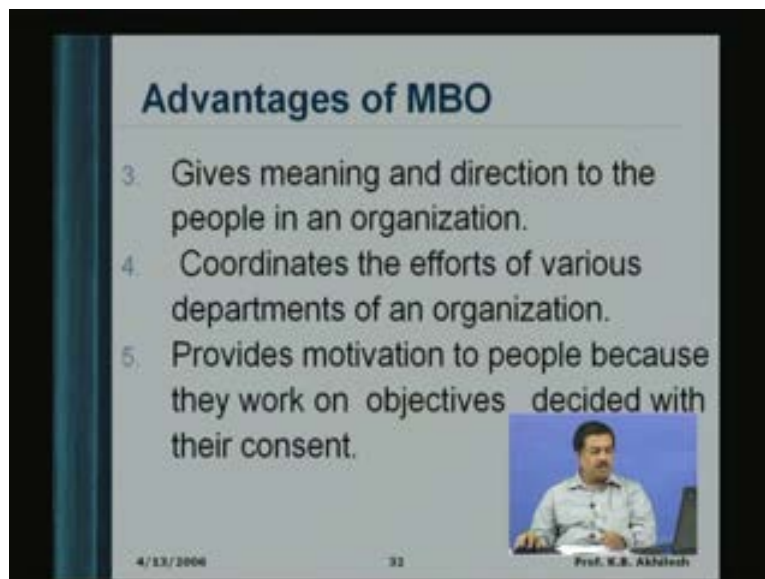 Advantages of MBO
3. Gives meaning and direction to the
people in an organization.
4. Coordinates the efforts of various
departments of an organization.
5. Provides motivation to people because
they work on objectives decided with
their consent.
4/13/2006 31 Prof. K.B. Akhilesh